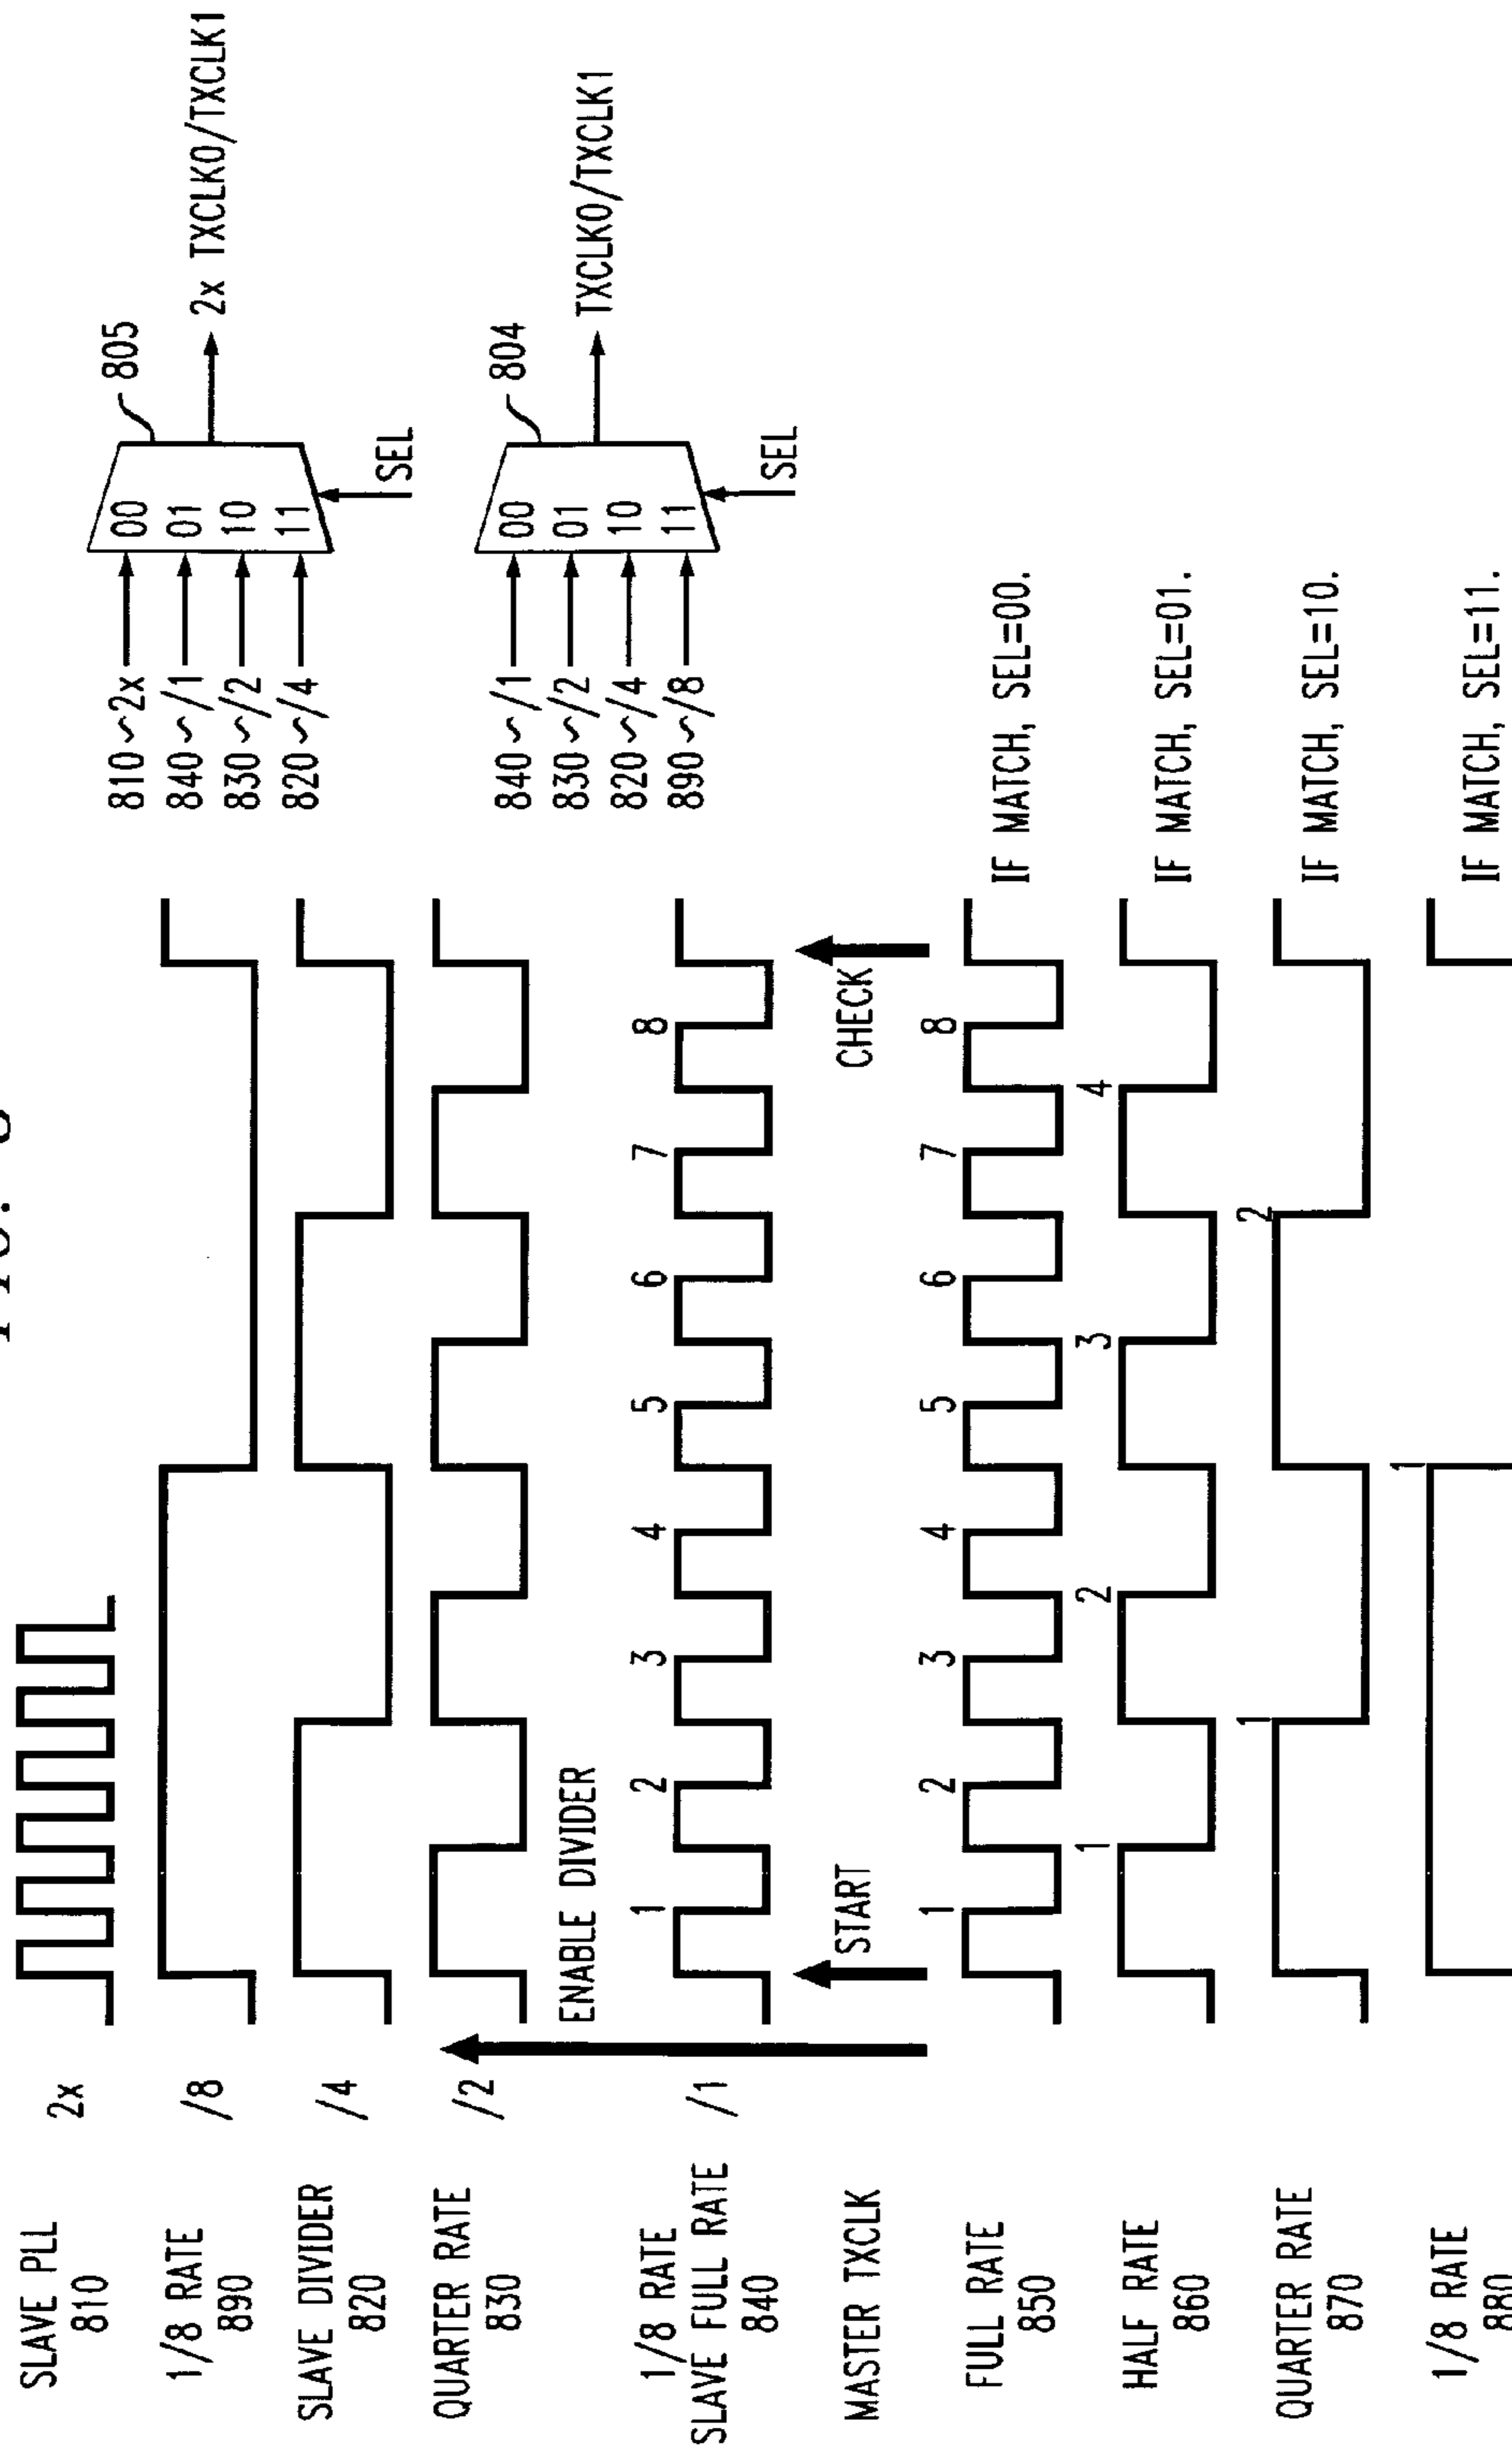 FIG. 8
SLAVE PLL
810
2x
1/8 RATE
890
/8
SLAVE DIVIDER
820
/4
QUARTER RATE
830
/2
ENABLE DIVIDER
1/8 RATE
SLAVE FULL RATE
840
/1
1 2 3 4 5 6 7 8
MASTER TXCLK
START
CHECK
FULL RATE
850
1 2 3 4 5 6 7 8
IF MATCH, SEL=00.
HALF RATE
860
1 2 3 4
IF MATCH, SEL=01.
QUARTER RATE
870
1 2
IF MATCH, SEL=10.
1/8 RATE
880
1
IF MATCH, SEL=11.
810~2x
840~/1
830~/2
820~/4
00
01
10
11
805
SEL
2x TXCLK0/TXCLK1
840~/1
830~/2
820~/4
890~/8
00
01
10
11
804
SEL
TXCLK0/TXCLK1